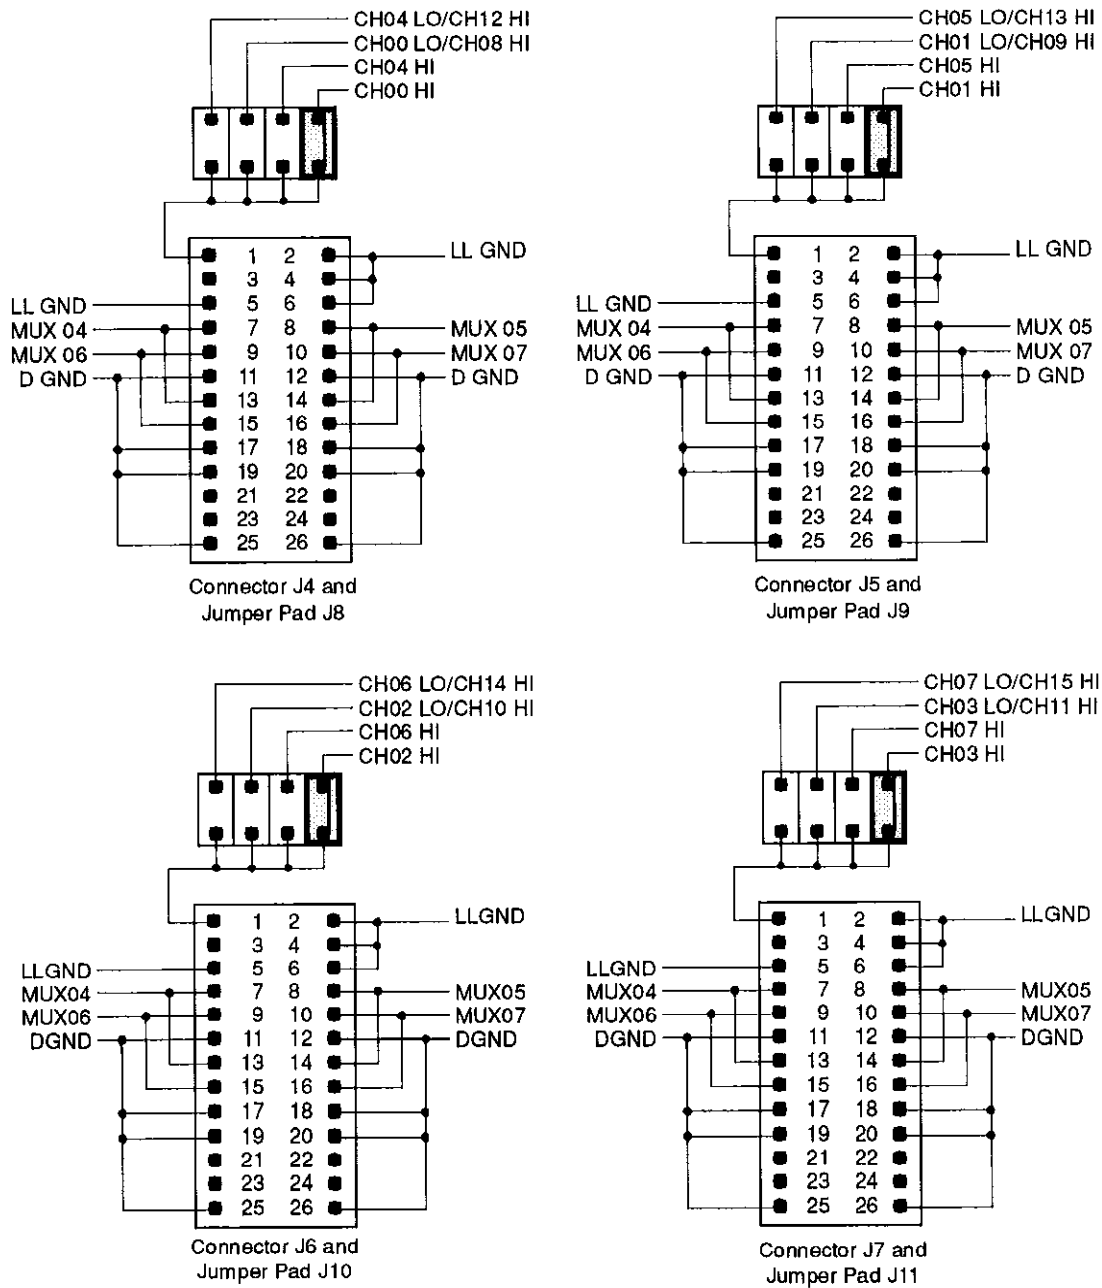 CH04 LO/CH12 HI
CH00 LO/CH08 HI
CH04 HI
CH00 HI
1 2 LL GND
3 4
LL GND 5 6
MUX 04 7 8 MUX 05
MUX 06 9 10 MUX 07
D GND 11 12 D GND
13 14
15 16
17 18
19 20
21 22
23 24
25 26
Connector J4 and
Jumper Pad J8
CH05 LO/CH13 HI
CH01 LO/CH09 HI
CH05 HI
CH01 HI
1 2 LL GND
3 4
LL GND 5 6
MUX 04 7 8 MUX 05
MUX 06 9 10 MUX 07
D GND 11 12 D GND
13 14
15 16
17 18
19 20
21 22
23 24
25 26
Connector J5 and
Jumper Pad J9
CH06 LO/CH14 HI
CH02 LO/CH10 HI
CH06 HI
CH02 HI
1 2 LLGND
3 4
LLGND 5 6
MUX04 7 8 MUX05
MUX06 9 10 MUX07
DGND 11 12 DGND
13 14
15 16
17 18
19 20
21 22
23 24
25 26
Connector J6 and
Jumper Pad J10
CH07 LO/CH15 HI
CH03 LO/CH11 HI
CH07 HI
CH03 HI
1 2 LLGND
3 4
LLGND 5 6
MUX04 7 8 MUX05
MUX06 9 10 MUX07
DGND 11 12 DGND
13 14
15 16
17 18
19 20
21 22
23 24
25 26
Connector J7 and
Jumper Pad J11